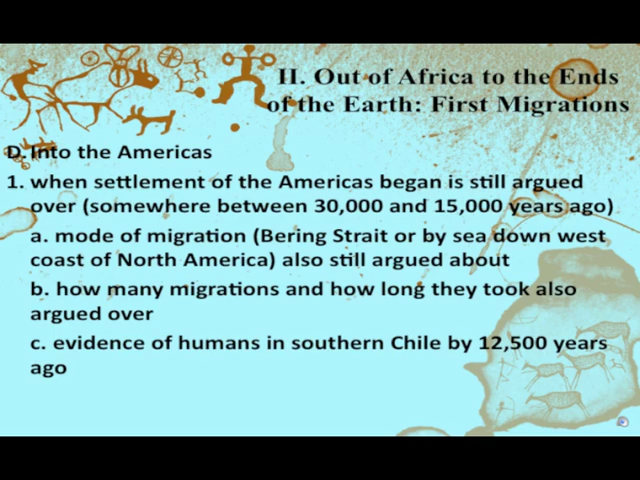 II. Out of Africa to the Ends
of the Earth: First Migrations
D. Into the Americas
1. when settlement of the Americas began is still argued
over (somewhere between 30,000 and 15,000 years ago)
a. mode of migration (Bering Strait or by sea down west
coast of North America) also still argued about
b. how many migrations and how long they took also
argued over
c. evidence of humans in southern Chile by 12,500 years
ago